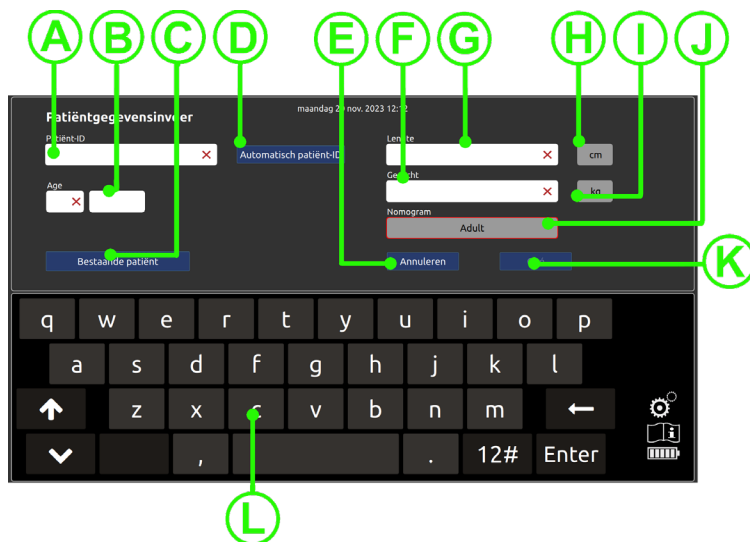 A B C D E F G H I J
maandag nov. 2023 12:12
Patiëntgegevensinvoer
Patiënt-ID
Lengte
Automatisch patiënt-ID
cm
Age
Gewicht
kg
Nomogram
Adult
Bestaande patiënt
Annuleren
K
q w e r t y u i o p
a s d f g h j k l
z x c v b n m
, . 12# Enter
L